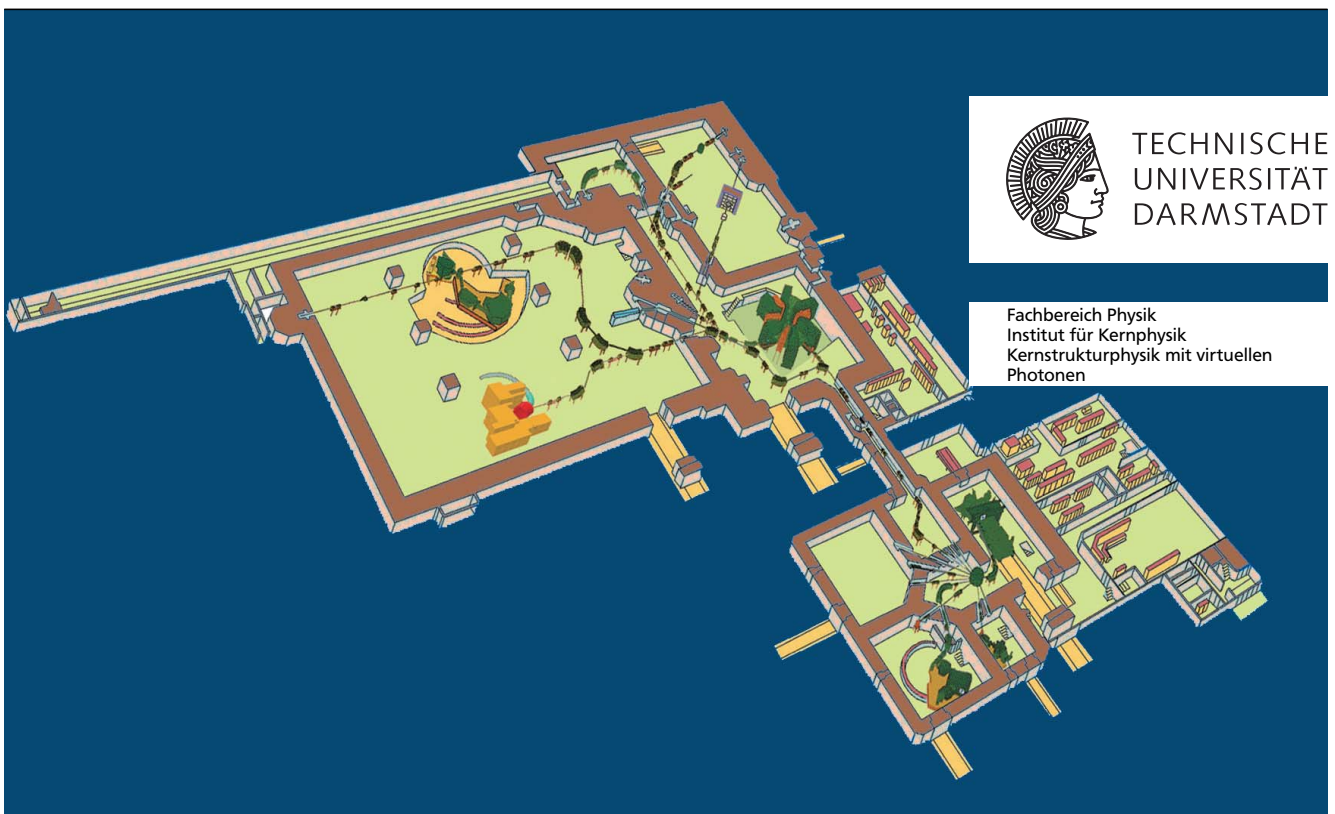 TECHNISCHE
UNIVERSITÄT
DARMSTADT
Fachbereich Physik
Institut für Kernphysik
Kernstrukturphysik mit virtuellen
Photonen